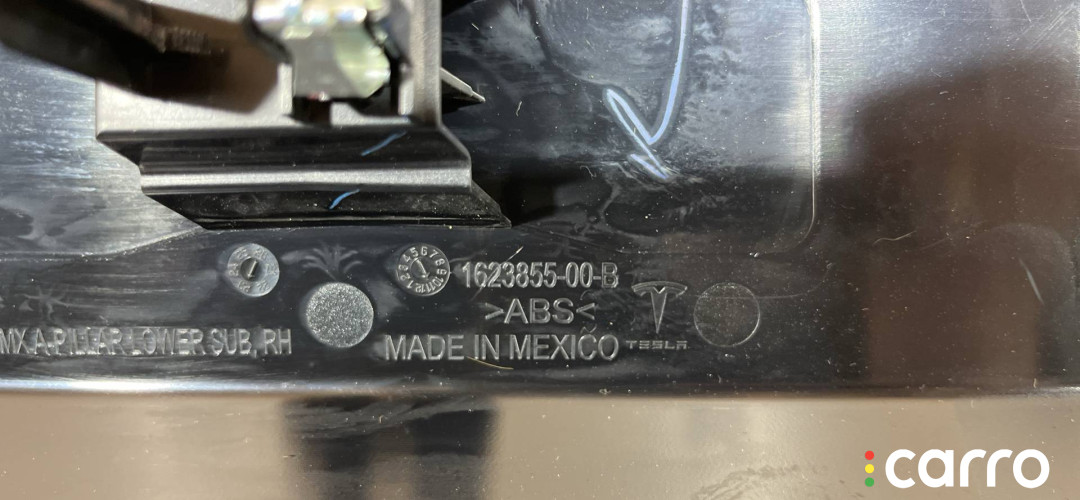 1623855-00-B
>ABS<
MX, A, PILLAR LOWER SUB, RH
MADE IN MEXICO
TESLA
carro